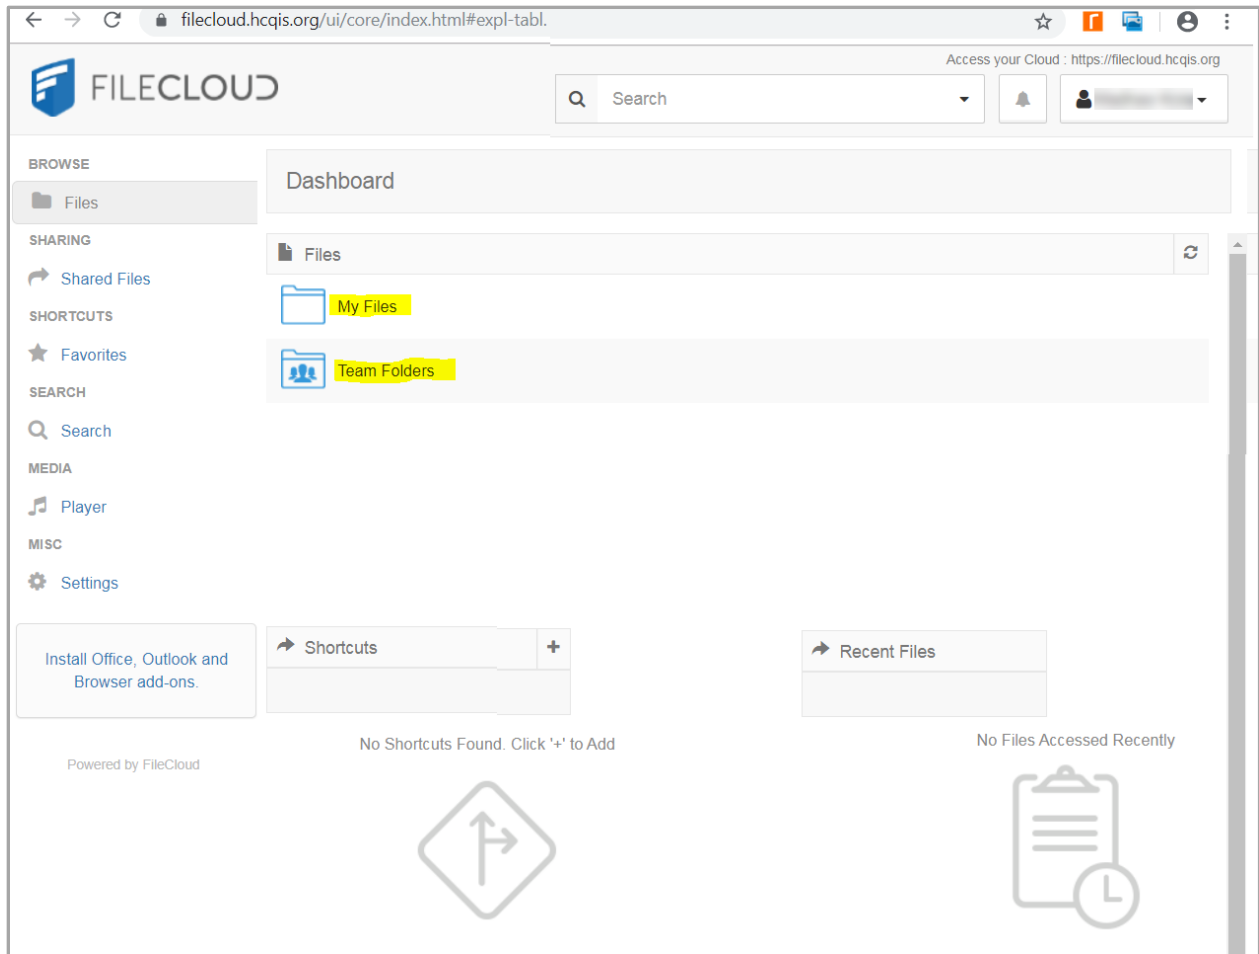 filecloud.hcqis.org/ui/core/index.html#expl-tabl.
Access your Cloud : https://filecloud.hcqis.org
FILECLOUD
Search
BROWSE
Files
SHARING
Shared Files
SHORTCUTS
Favorites
SEARCH
Search
MEDIA
Player
MISC
Settings
Install Office, Outlook and
Browser add-ons.
Powered by FileCloud
Dashboard
Files
My Files
Team Folders
Shortcuts
No Shortcuts Found. Click '+' to Add
Recent Files
No Files Accessed Recently